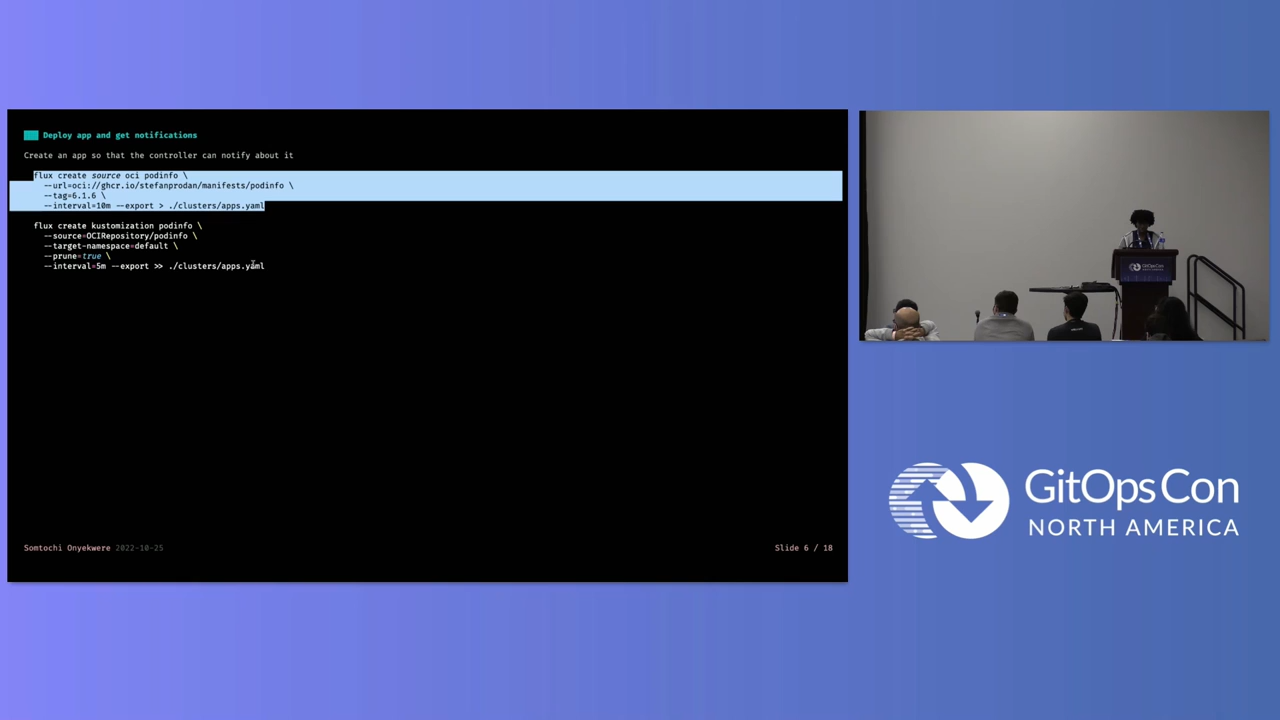 Deploy app and get notifications
Create an app so that the controller can notify about it
flux create source oci podinfo \
--url=oci://ghcr.io/stefanprodan/manifests/podinfo \
--tag=6.1.6 \
--interval=10m --export > ./clusters/apps.yaml
flux create kustomization podinfo \
--source=OCIRepository/podinfo \
--target-namespace=default \
--prune=true \
--interval=5m --export >> ./clusters/apps.yaml
Somtochi Onyekwere 2022-10-25
Slide 6 / 18
GitOpsCon
GitOpsCon
NORTH AMERICA